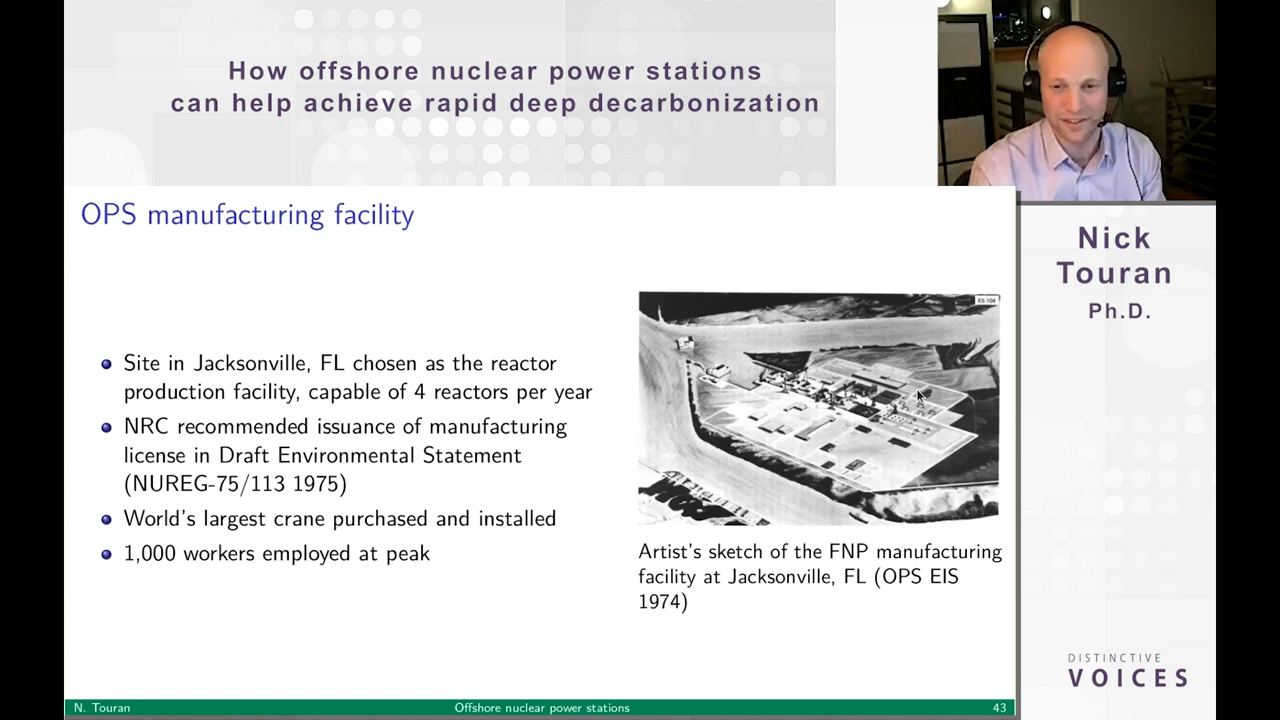 How offshore nuclear power stations
can help achieve rapid deep decarbonization
OPS manufacturing facility
Site in Jacksonville, FL chosen as the reactor
production facility, capable of 4 reactors per year
NRC recommended issuance of manufacturing
license in Draft Environmental Statement
(NUREG-75/113 1975)
World's largest crane purchased and installed
1,000 workers employed at peak
ES-104
Artist's sketch of the FNP manufacturing
facility at Jacksonville, FL (OPS EIS
1974)
Nick
Touran
Ph.D.
DISTINCTIVE
VOICES
N. Touran
Offshore nuclear power stations
43